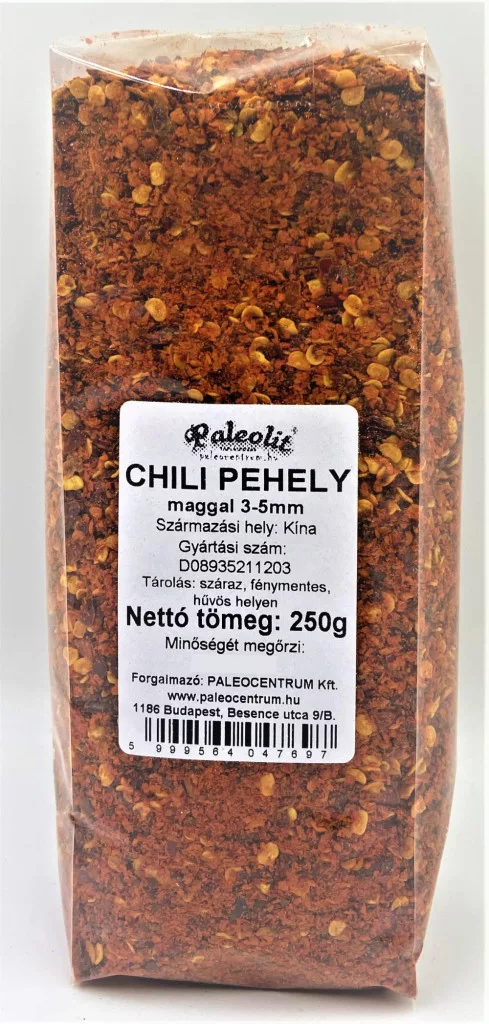 Paleolit
paleocentrum.hu
CHILI PEHELY
maggal 3-5mm
Származási hely: Kína
Gyártási szám:
D08935211203
Tárolás: száraz, fénymentes,
hűvös helyen
Nettó tömeg: 250g
Minőségét megőrzi:
Forgalmazó: PALEOCENTRUM Kft.
www.paleocentrum.hu
1186 Budapest, Besence utca 9/B.
5 999564 047697